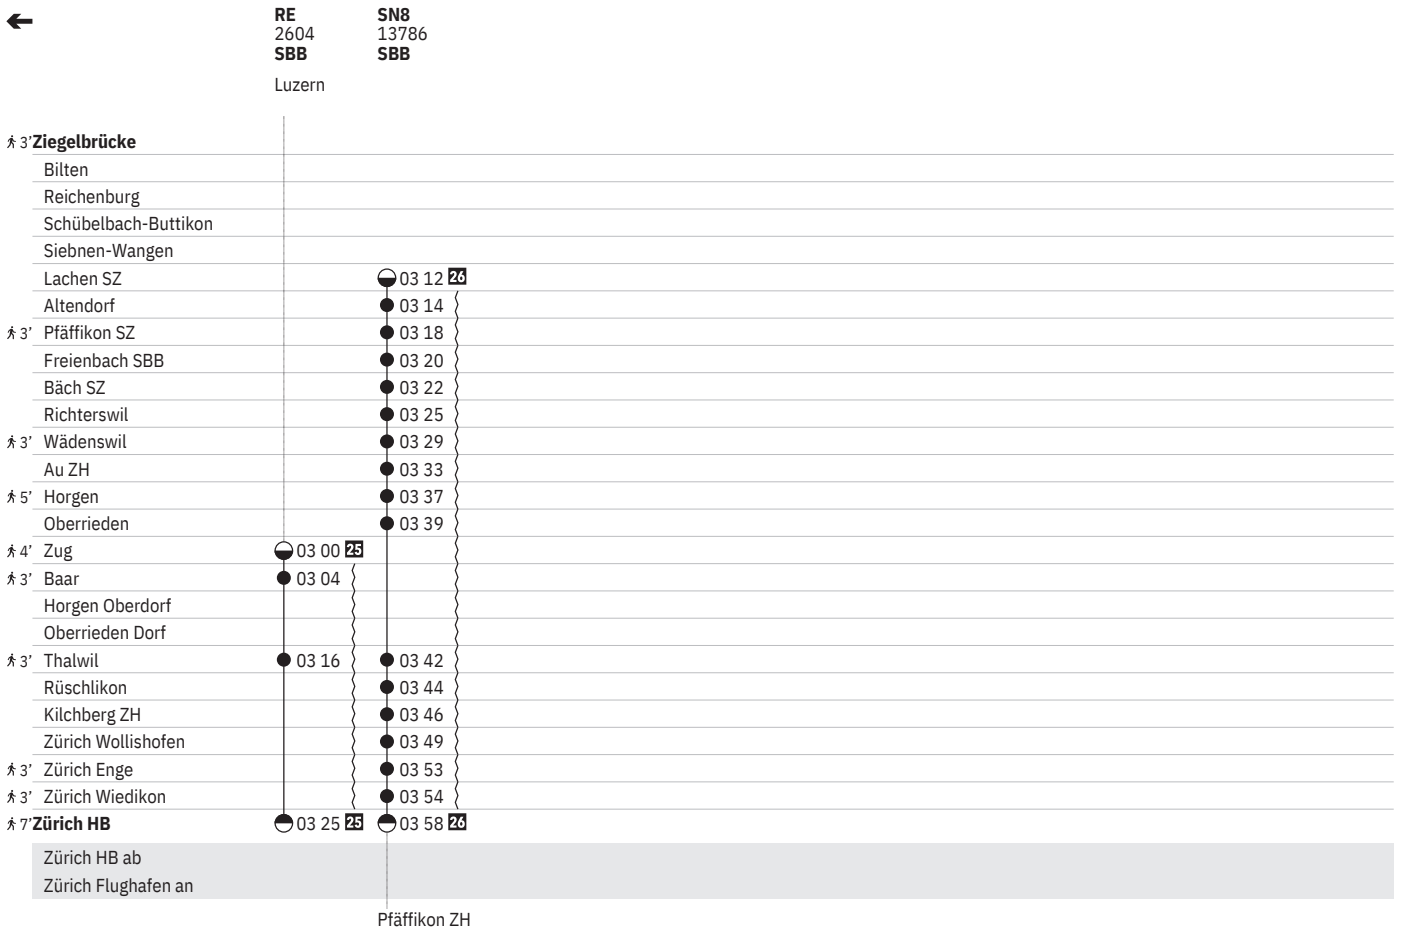 RE SN8
2604 13786
SBB SBB
Luzern
3’ Ziegelbrücke
Bilten
Reichenburg
Schübelbach-Buttikon
Siebnen-Wangen
Lachen SZ 03 12 26
Altendorf 03 14
3’ Pfäffikon SZ 03 18
Freienbach SBB 03 20
Bäch SZ 03 22
Richterswil 03 25
3’ Wädenswil 03 29
Au ZH 03 33
5’ Horgen 03 37
Oberrieden 03 39
4’ Zug 03 00 25
3’ Baar 03 04
Horgen Oberdorf
Oberrieden Dorf
3’ Thalwil 03 16 03 42
Rüschlikon 03 44
Kilchberg ZH 03 46
Zürich Wollishofen 03 49
3’ Zürich Enge 03 53
3’ Zürich Wiedikon 03 54
7’ Zürich HB 03 25 25 03 58 26
Zürich HB ab
Zürich Flughafen an
Pfäffikon ZH